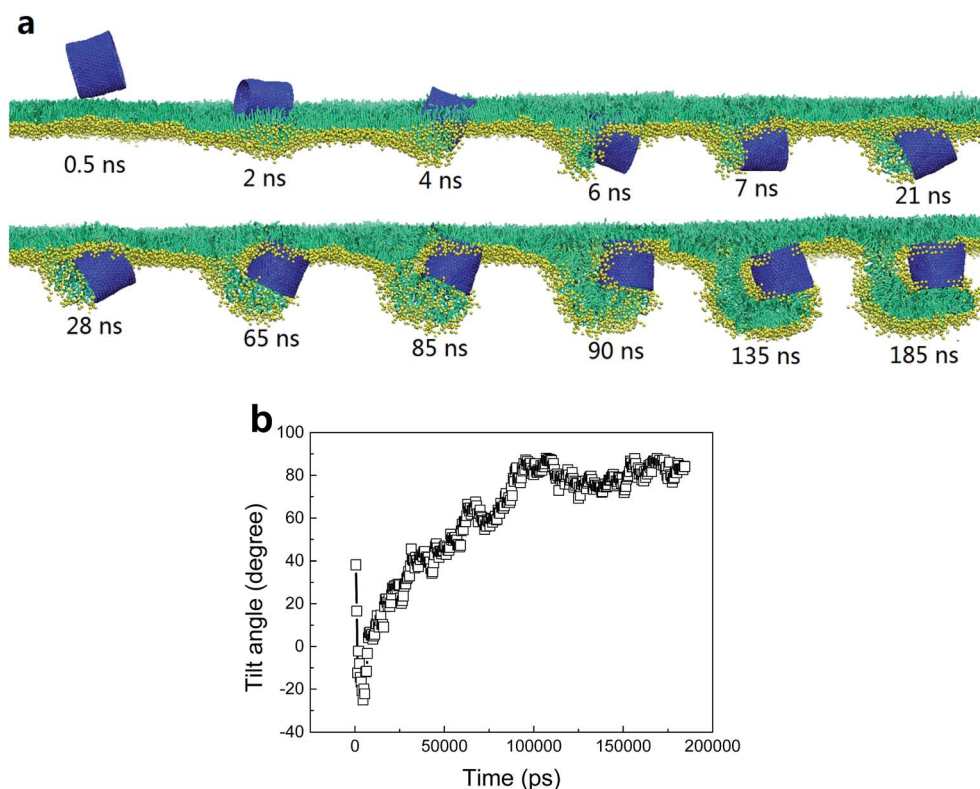 a
0.5 ns
2 ns
4 ns
6 ns
7 ns
21 ns
28 ns
65 ns
85 ns
90 ns
135 ns
185 ns
b
100
80
60
40
20
0
-20
-40
Tilt angle (degree)
0
50000
100000
150000
200000
Time (ps)